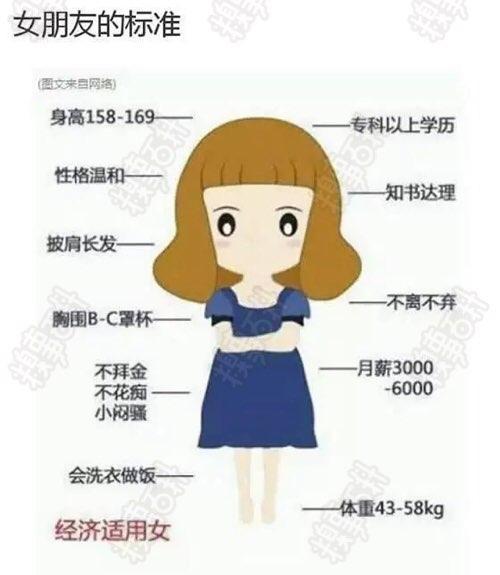 女朋友的标准
(图文来自网络)
身高158-169
专科以上学历
性格温和
知书达理
披肩长发
不离不弃
胸围B-C罩杯
不拜金
不花痴
小闷骚
月薪3000
-6000
会洗衣做饭
体重43-58kg
经济适用女